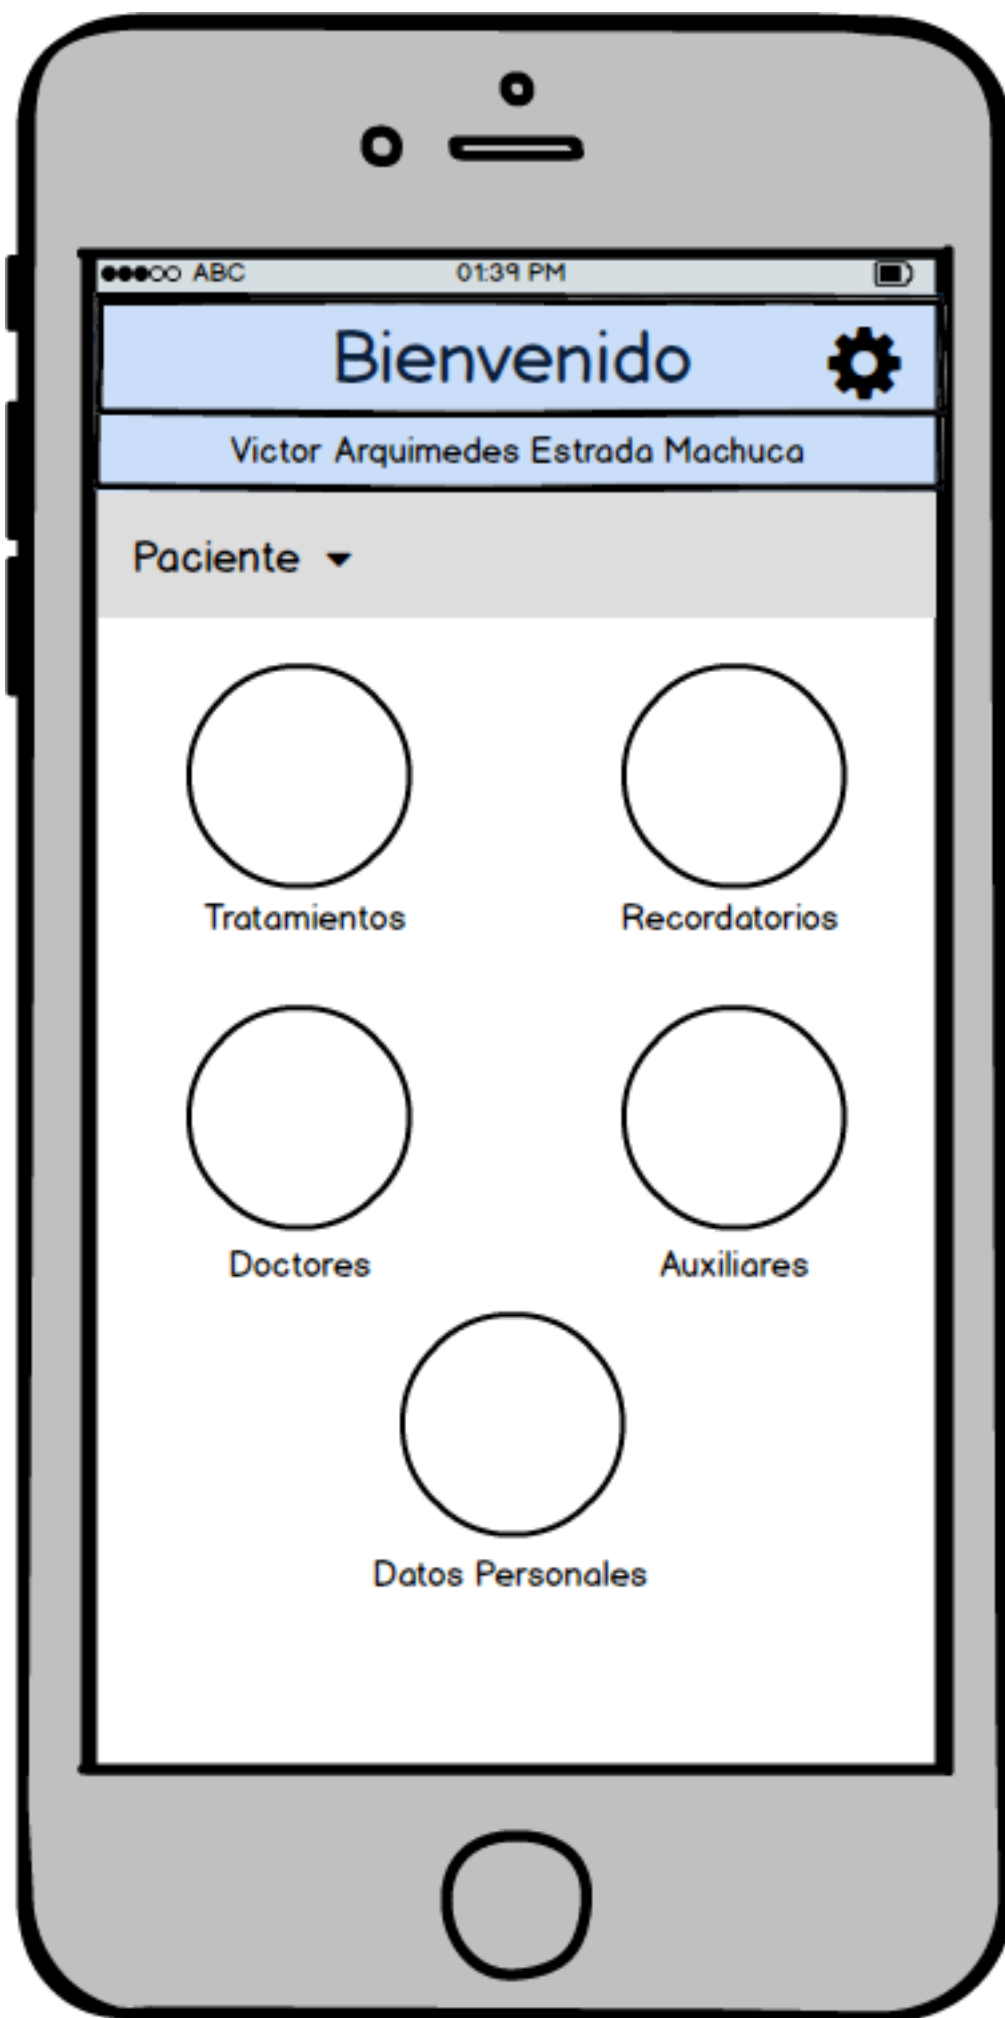 ABC 01:39 PM
Bienvenido
Victor Arquimedes Estrada Machuca
Paciente
Tratamientos Recordatorios
Doctores Auxiliares
Datos Personales